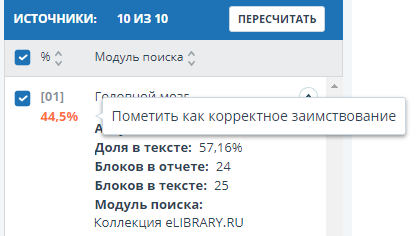 ИСТОЧНИКИ: 10 ИЗ 10 ПЕРЕСЧИТАТЬ
% Модуль поиска
[01] Головной мозг
44,5% Пометить как корректное заимствование
Доля в тексте: 57,16%
Блоков в отчете: 24
Блоков в тексте: 25
Модуль поиска:
Коллекция eLIBRARY.RU